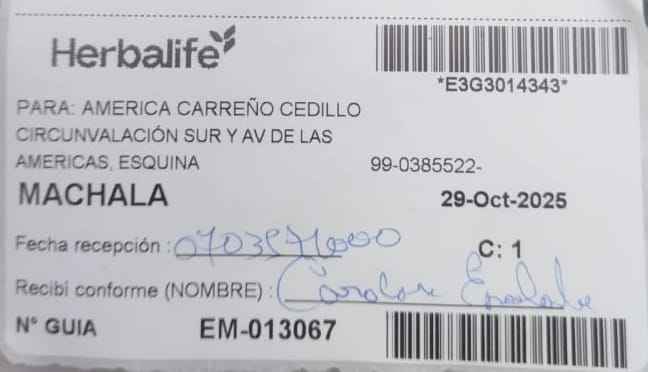 Herbalife
*E3G3014343*
PARA: AMERICA CARREÑO CEDILLO
CIRCUNVALACIÓN SUR Y AV DE LAS
AMERICAS, ESQUINA 99-0385522-
MACHALA 29-Oct-2025
Fecha recepción : C: 1
Recibí conforme (NOMBRE) :
N° GUIA EM-013067